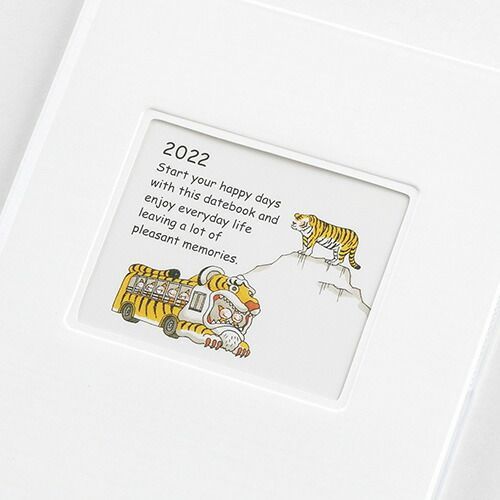 2022
Start your happy days
with this datebook and
enjoy everyday life
leaving a lot of
pleasant memories.